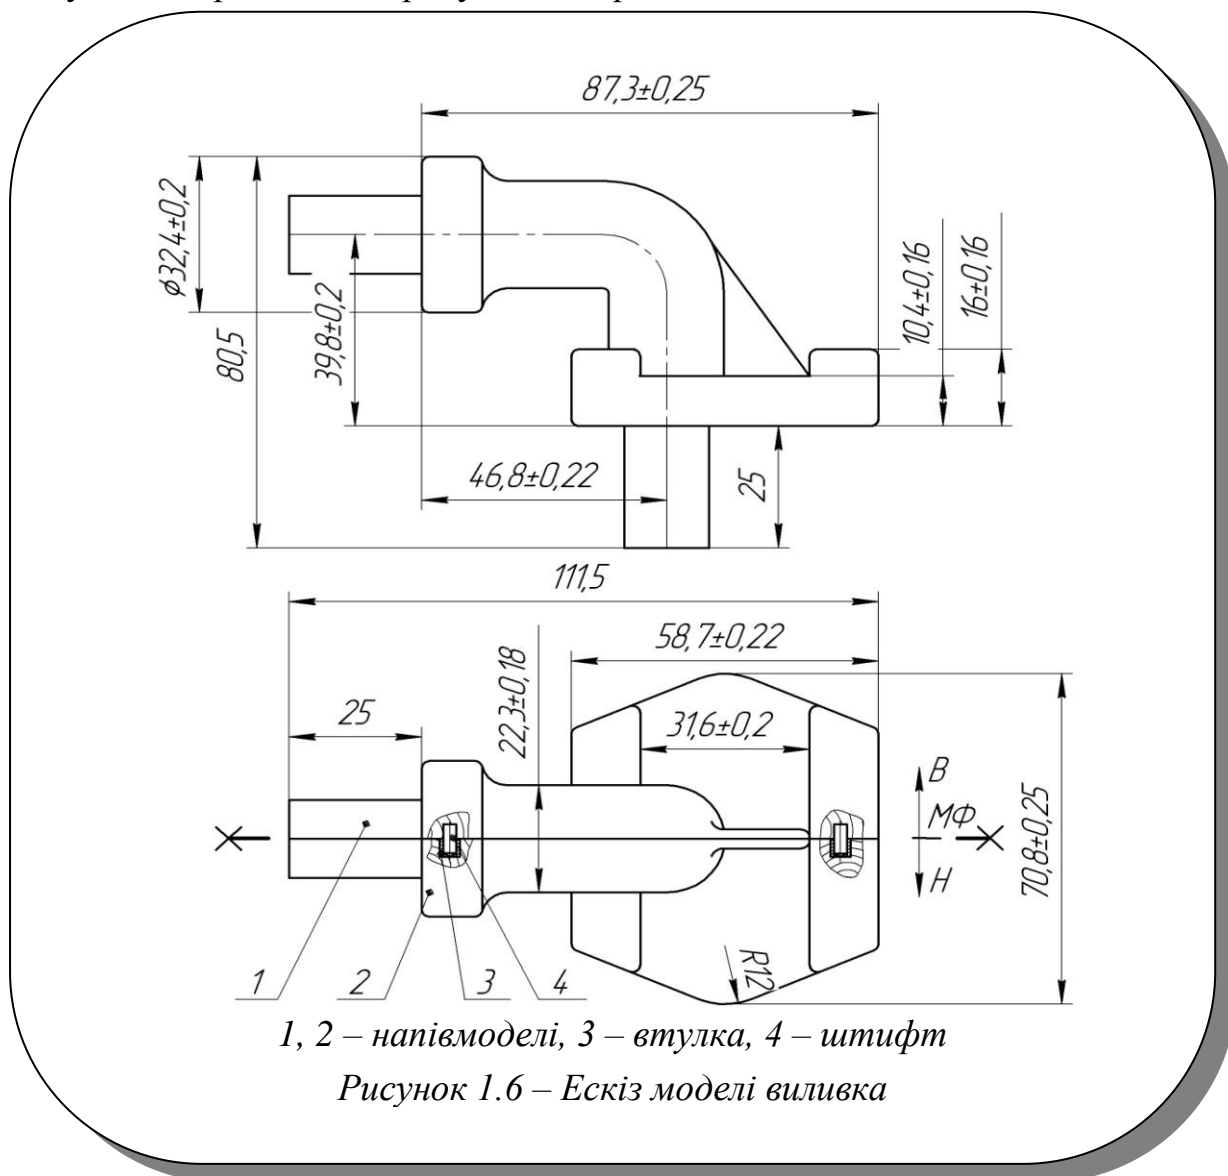 87,3±0,25
ϕ32,4±0,2
80,5
39,8±0,2
10,4±0,16
16±0,16
46,8±0,22
25
111,5
58,7±0,22
22,3±0,18
25
31,6±0,2
В
МФ
Н
70,8±0,25
R12
1 2 3 4
1, 2 – напівмоделі, 3 – втулка, 4 – штифт
Рисунок 1.6 – Ескіз моделі виливка